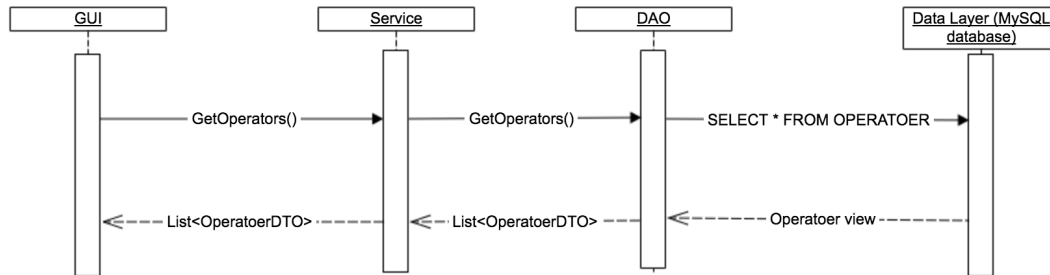 GUI
Service
DAO
Data Layer (MySQL
database)
GetOperators()
GetOperators()
SELECT * FROM OPERATOER
List<OperatoerDTO>
List<OperatoerDTO>
Operatoer view